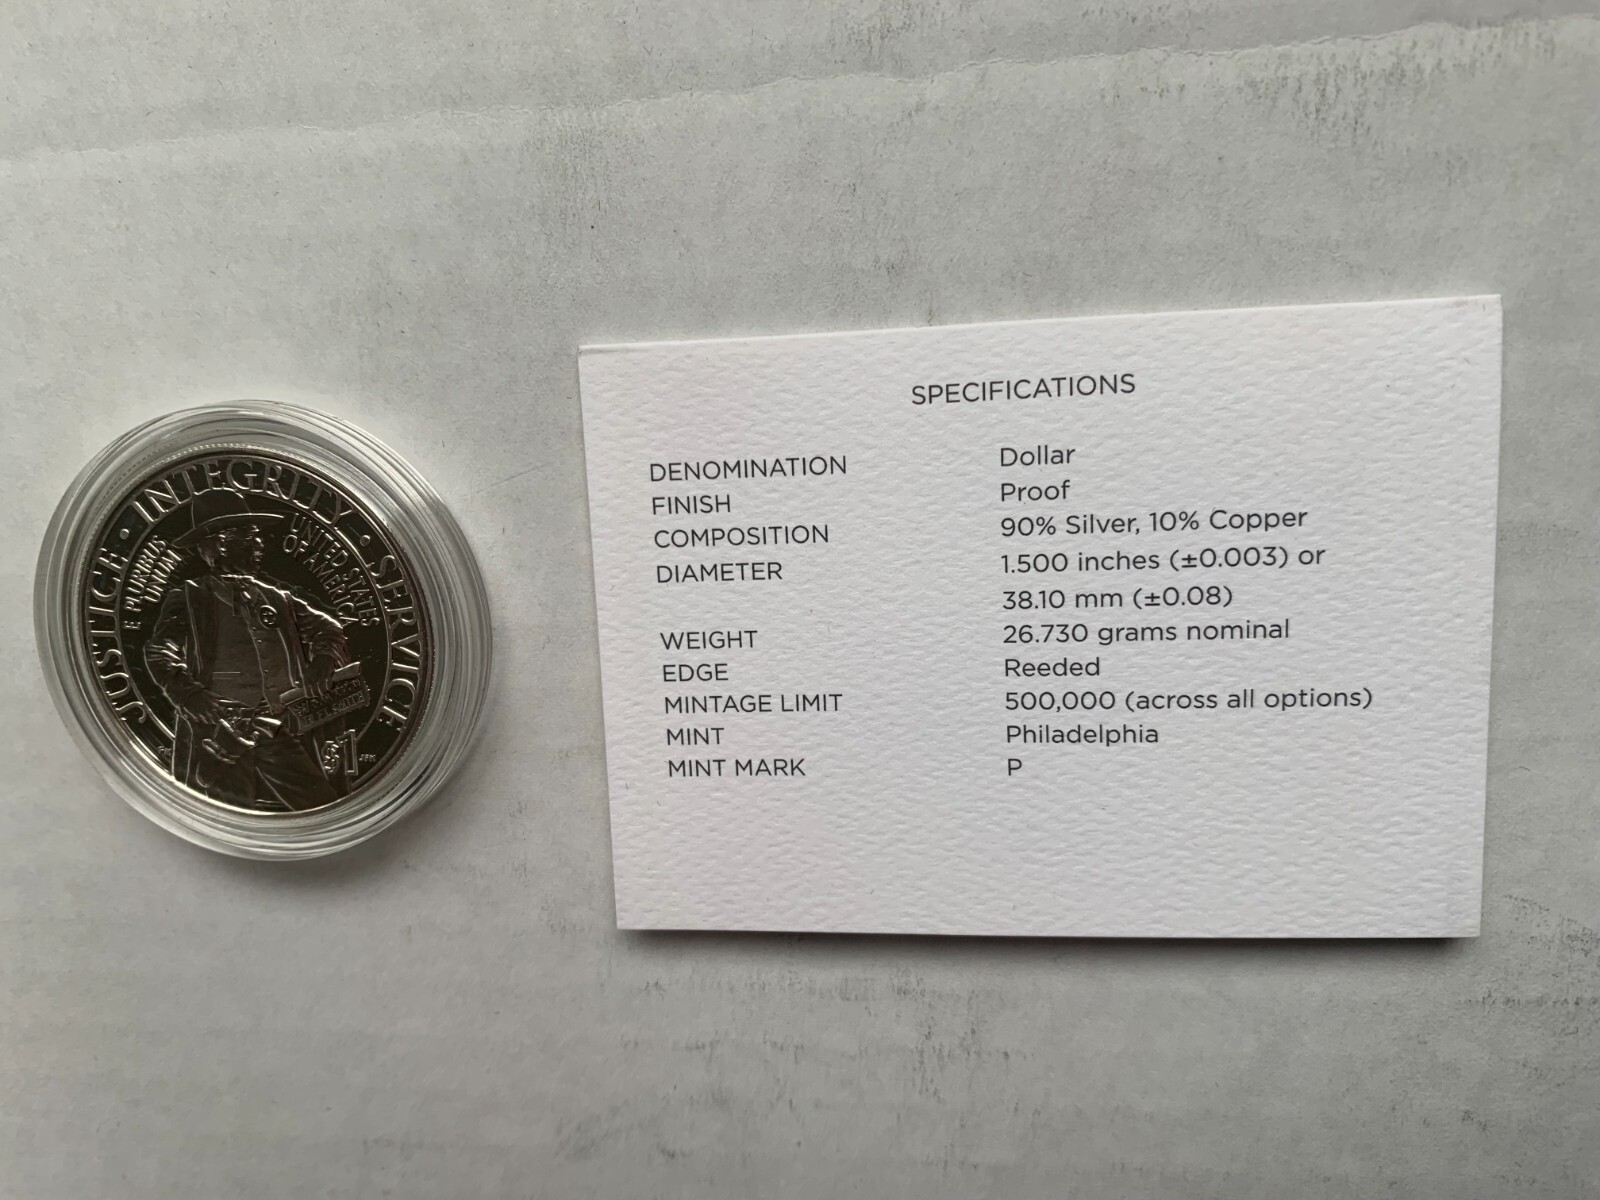 JUSTICE • INTEGRITY • SERVICE
E PLURIBUS
UNUM
UNITED STATES
OF AMERICA
$1
JFM
SPECIFICATIONS
DENOMINATION Dollar
FINISH Proof
COMPOSITION 90% Silver, 10% Copper
DIAMETER 1.500 inches (±0.003) or
38.10 mm (±0.08)
WEIGHT 26.730 grams nominal
EDGE Reeded
MINTAGE LIMIT 500,000 (across all options)
MINT Philadelphia
MINT MARK P